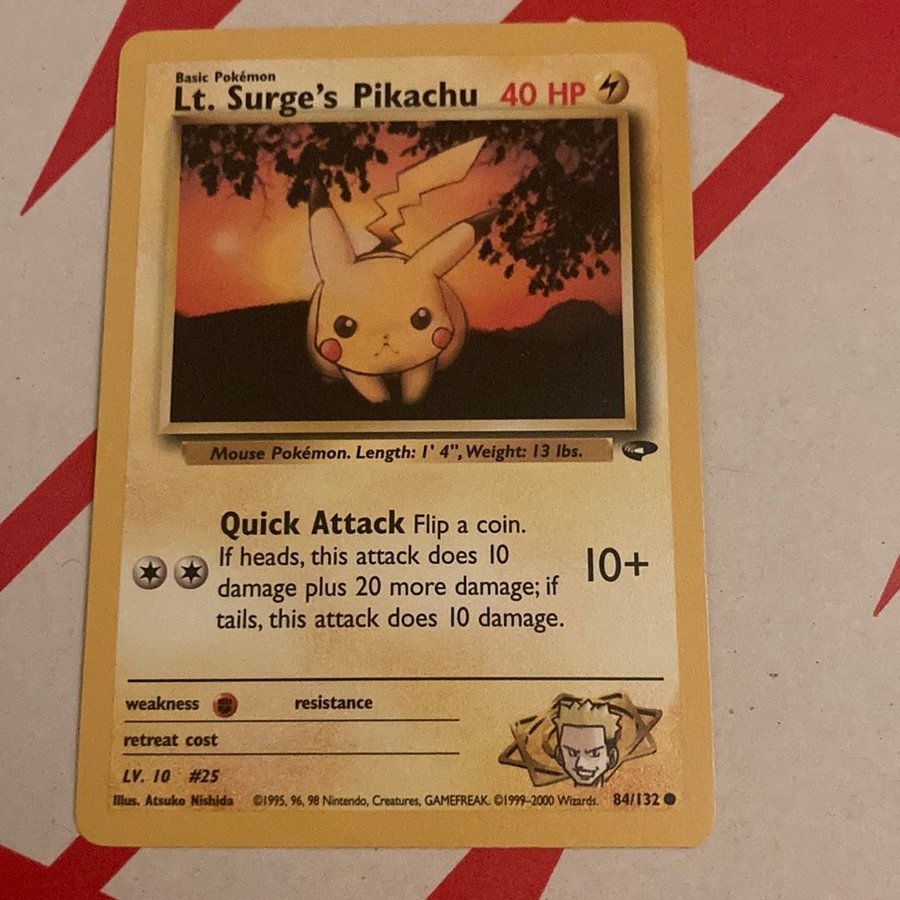 Basic Pokémon
Lt. Surge's Pikachu 40 HP
Mouse Pokémon. Length: 1' 4", Weight: 13 lbs.
Quick Attack Flip a coin.
If heads, this attack does 10
damage plus 20 more damage; if
tails, this attack does 10 damage.
10+
weakness resistance
retreat cost
LV. 10 #25
Illus. Atsuko Nishida ©1995, 96, 98 Nintendo, Creatures, GAMEFREAK. ©1999–2000 Wizards. 84/132